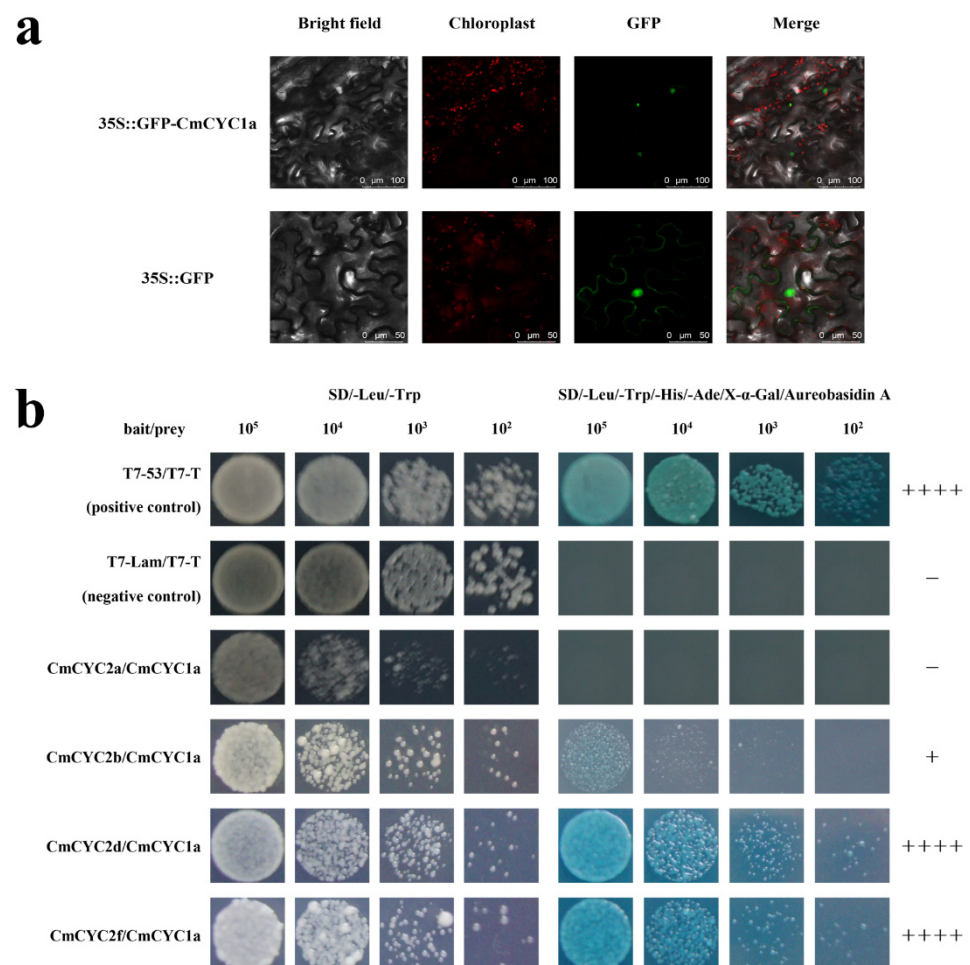 a
Bright field Chloroplast GFP Merge
35S::GFP-CmCYC1a
0 µm 100 0 µm 100 0 µm 100 0 µm 100
35S::GFP
0 µm 50 0 µm 50 0 µm 50 0 µm 50
b
SD/-Leu/-Trp SD/-Leu/-Trp/-His/-Ade/X-α-Gal/Aureobasidin A
bait/prey 10⁵ 10⁴ 10³ 10² 10⁵ 10⁴ 10³ 10²
T7-53/T7-T
(positive control)
++++
T7-Lam/T7-T
(negative control)
−
CmCYC2a/CmCYC1a −
CmCYC2b/CmCYC1a +
CmCYC2d/CmCYC1a ++++
CmCYC2f/CmCYC1a ++++